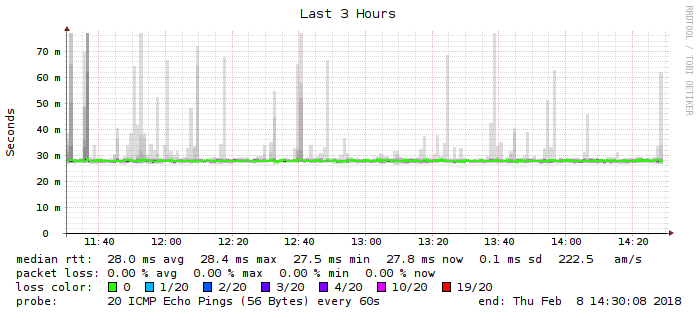 Last 3 Hours
RRDTOOL / TOBI OETIKER
Seconds
70 m
60 m
50 m
40 m
30 m
20 m
10 m
0
11:40 12:00 12:20 12:40 13:00 13:20 13:40 14:00 14:20
median rtt: 28.0 ms avg 28.4 ms max 27.5 ms min 27.8 ms now 0.1 ms sd 222.5 am/s
packet loss: 0.00 % avg 0.00 % max 0.00 % min 0.00 % now
loss color: 0 1/20 2/20 3/20 4/20 10/20 19/20
probe: 20 ICMP Echo Pings (56 Bytes) every 60s end: Thu Feb 8 14:30:08 2018